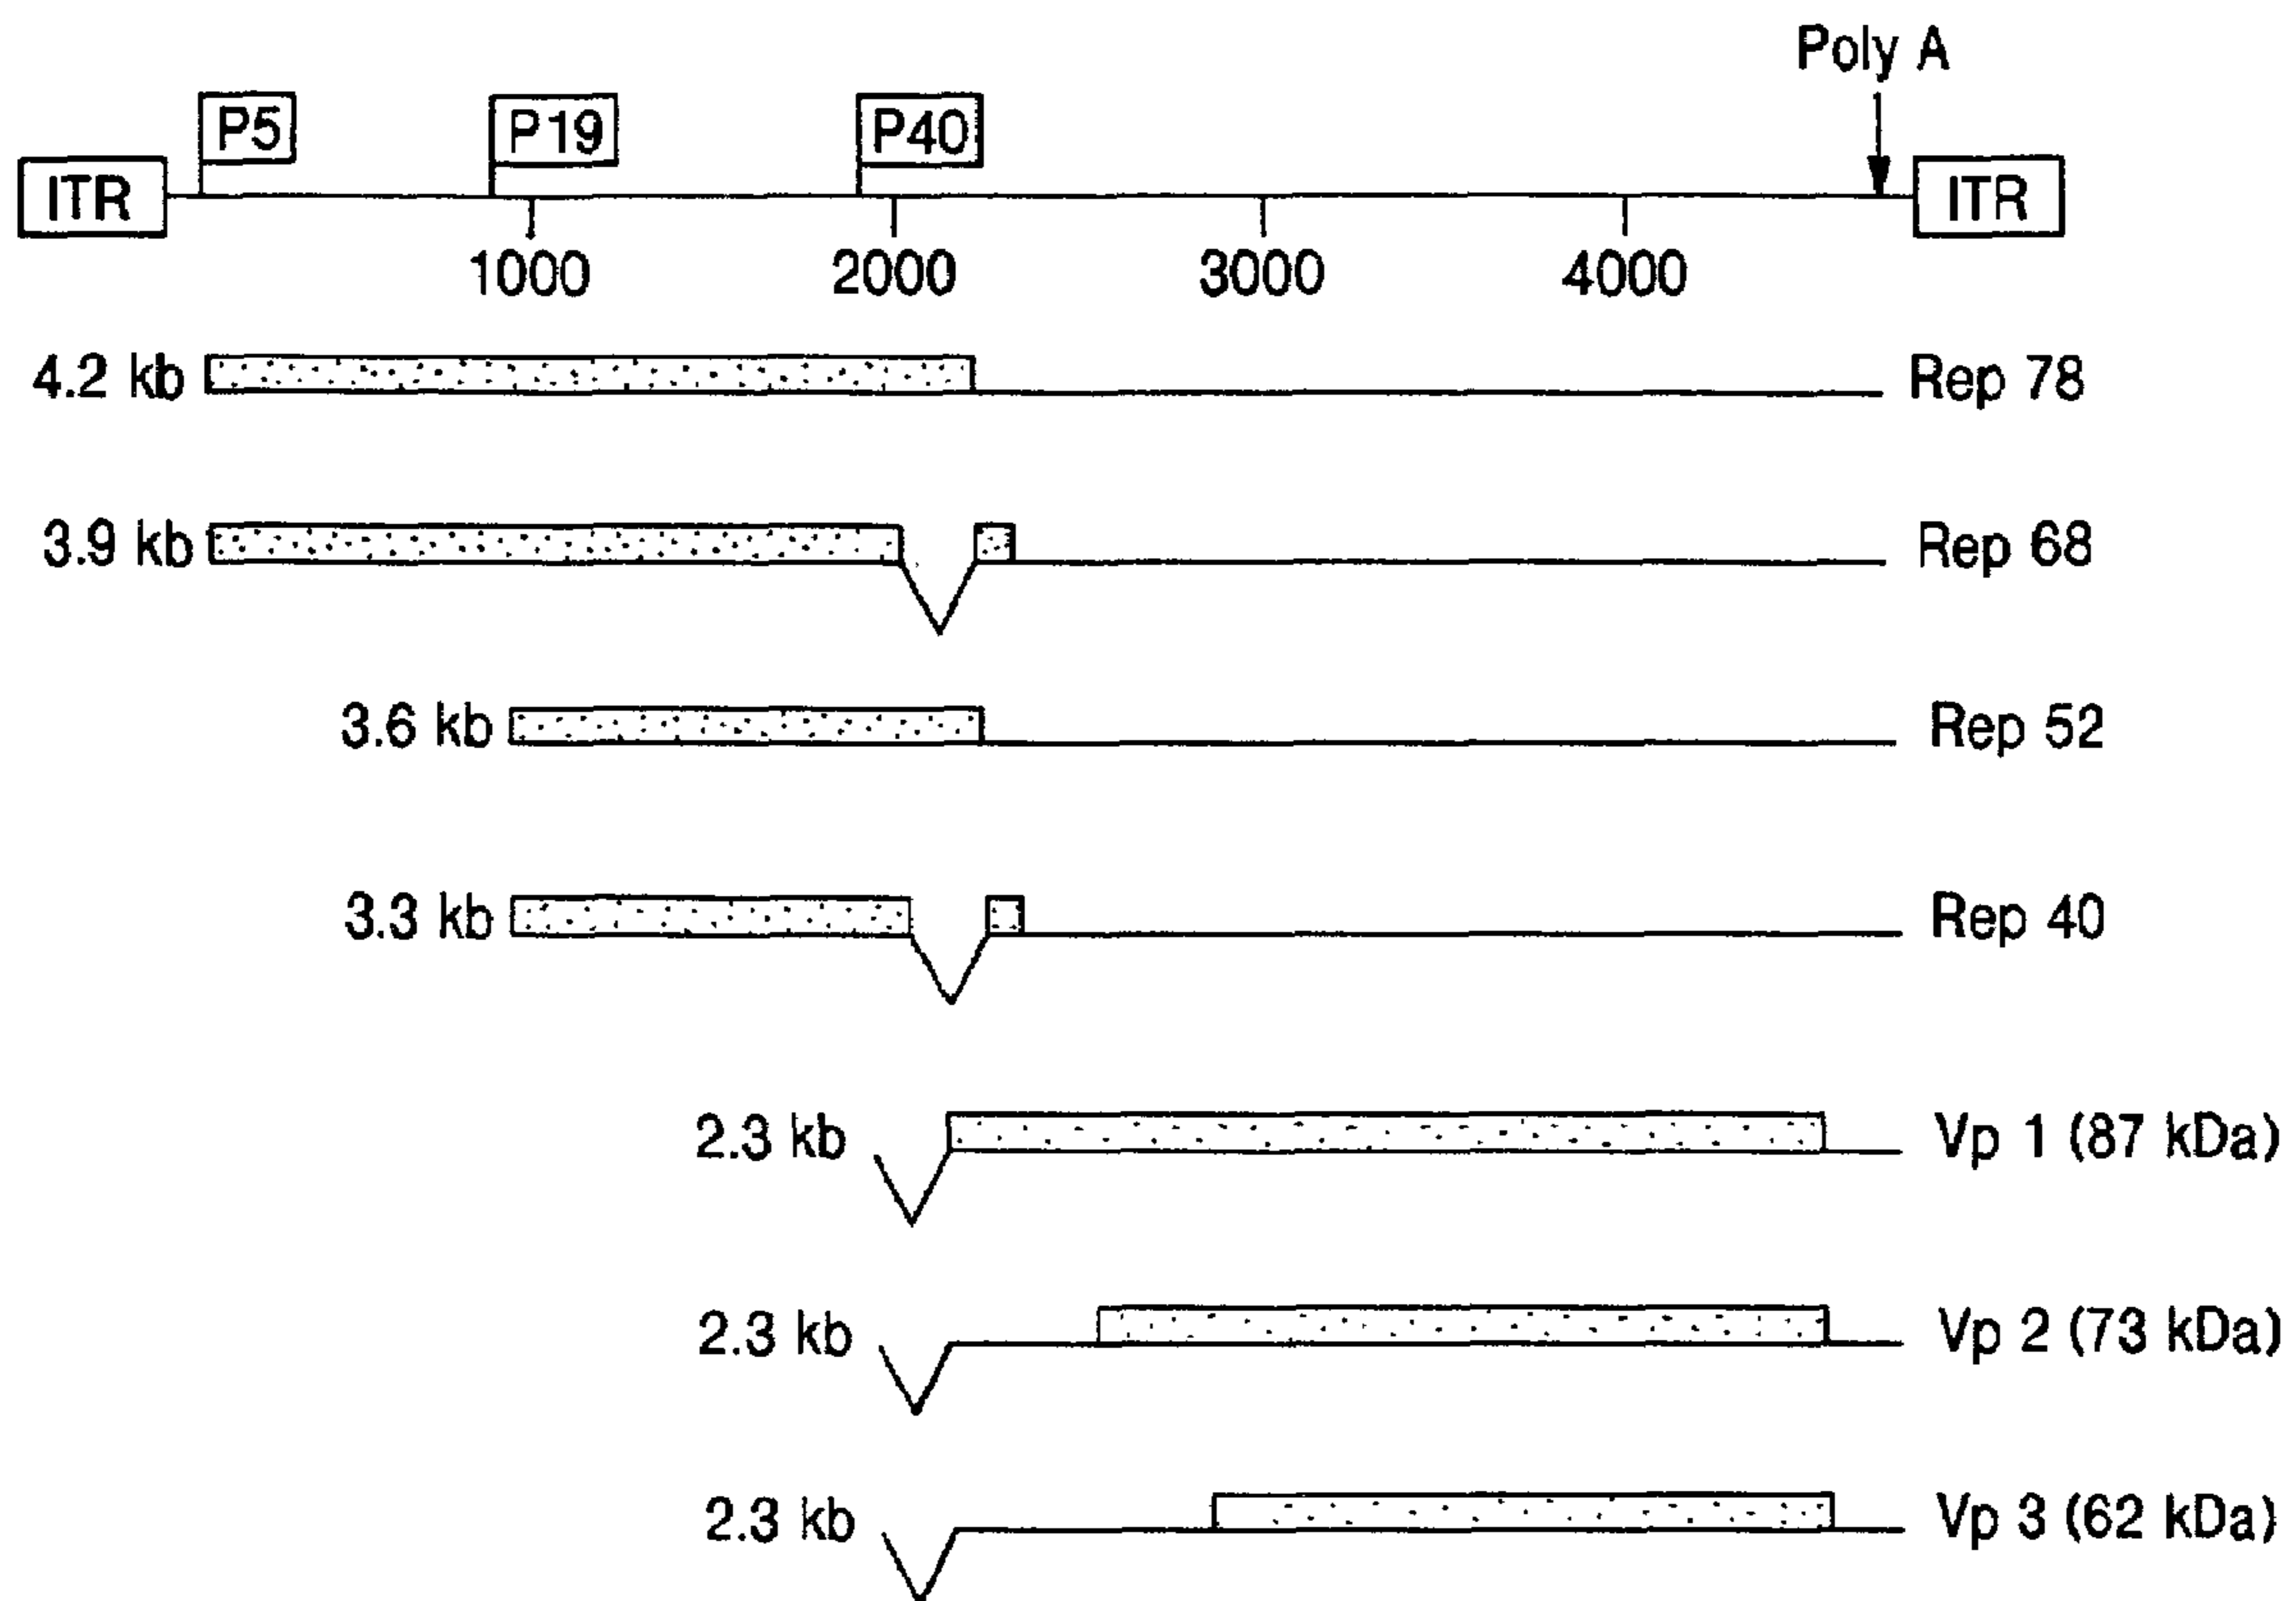 Poly A
P5 P19 P40
ITR ITR
1000 2000 3000 4000
4.2 kb Rep 78
3.9 kb Rep 68
3.6 kb Rep 52
3.3 kb Rep 40
2.3 kb Vp 1 (87 kDa)
2.3 kb Vp 2 (73 kDa)
2.3 kb Vp 3 (62 kDa)